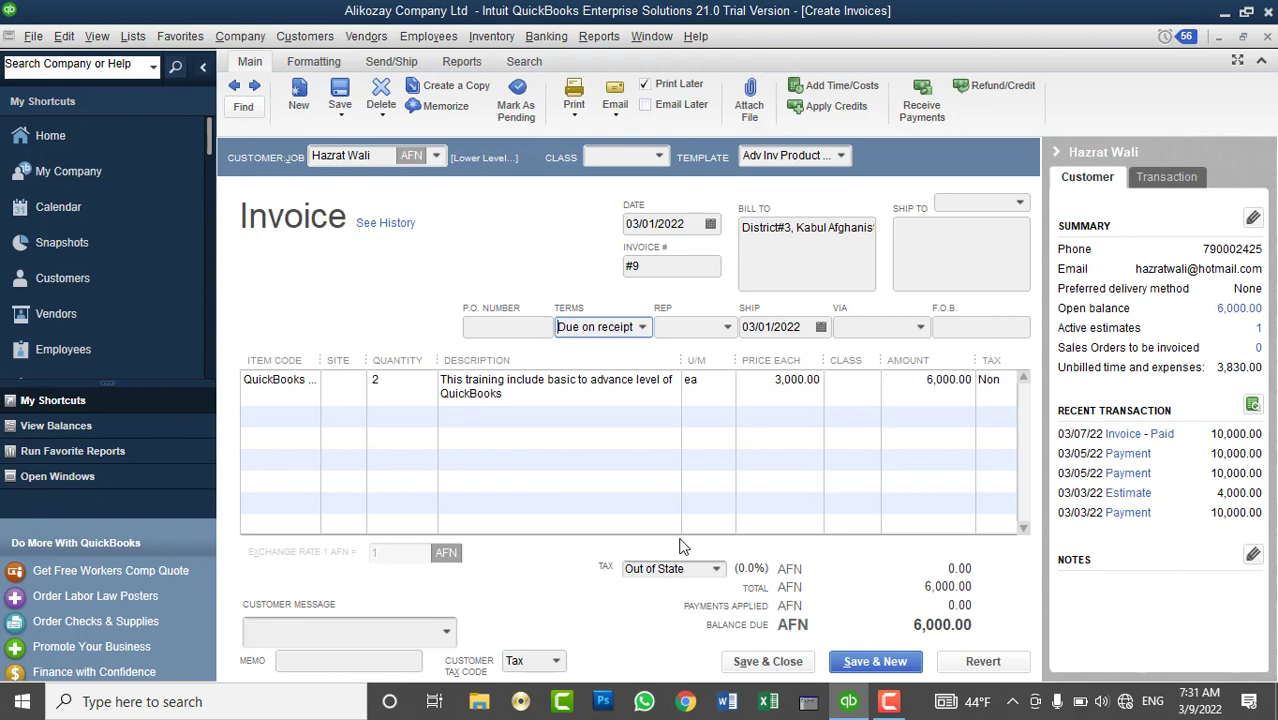 Alikozay Company Ltd - Intuit QuickBooks Enterprise Solutions 21.0 Trial Version - [Create Invoices]
File Edit View Lists Favorites Company Customers Vendors Employees Inventory Banking Reports Window Help 56
Search Company or Help
My Shortcuts
Home
My Company
Calendar
Snapshots
Customers
Vendors
Employees
My Shortcuts
View Balances
Run Favorite Reports
Open Windows
Do More With QuickBooks
Get Free Workers Comp Quote
Order Labor Law Posters
Order Checks & Supplies
Promote Your Business
Finance with Confidence
Main Formatting Send/Ship Reports Search
Find
New
Save
Delete
Create a Copy
Memorize
Mark As
Pending
Print
Email
Print Later
Email Later
Attach
File
Add Time/Costs
Apply Credits
Receive
Payments
Refund/Credit
CUSTOMER:JOB Hazrat Wali AFN [Lower Level...] CLASS TEMPLATE Adv Inv Product ...
Invoice See History
DATE
03/01/2022
INVOICE #
#9
BILL TO
District#3, Kabul Afghanis
SHIP TO
P.O. NUMBER TERMS REP SHIP VIA F.O.B.
Due on receipt 03/01/2022
ITEM CODE SITE QUANTITY DESCRIPTION U/M PRICE EACH CLASS AMOUNT TAX
QuickBooks ... 2 This training include basic to advance level of ea 3,000.00 6,000.00 Non
QuickBooks
EXCHANGE RATE 1 AFN = 1 AFN
TAX Out of State (0.0%) AFN 0.00
TOTAL AFN 6,000.00
PAYMENTS APPLIED AFN 0.00
BALANCE DUE AFN 6,000.00
CUSTOMER MESSAGE
MEMO
CUSTOMER
TAX CODE
Tax
Save & Close Save & New Revert
Hazrat Wali
Customer Transaction
SUMMARY
Phone 790002425
Email hazratwali@hotmail.com
Preferred delivery method None
Open balance 6,000.00
Active estimates 1
Sales Orders to be invoiced 0
Unbilled time and expenses: 3,830.00
RECENT TRANSACTION
03/07/22 Invoice - Paid 10,000.00
03/05/22 Payment 10,000.00
03/05/22 Payment 10,000.00
03/03/22 Estimate 4,000.00
03/03/22 Payment 10,000.00
NOTES
Type here to search
44°F
ENG
7:31 AM
3/9/2022